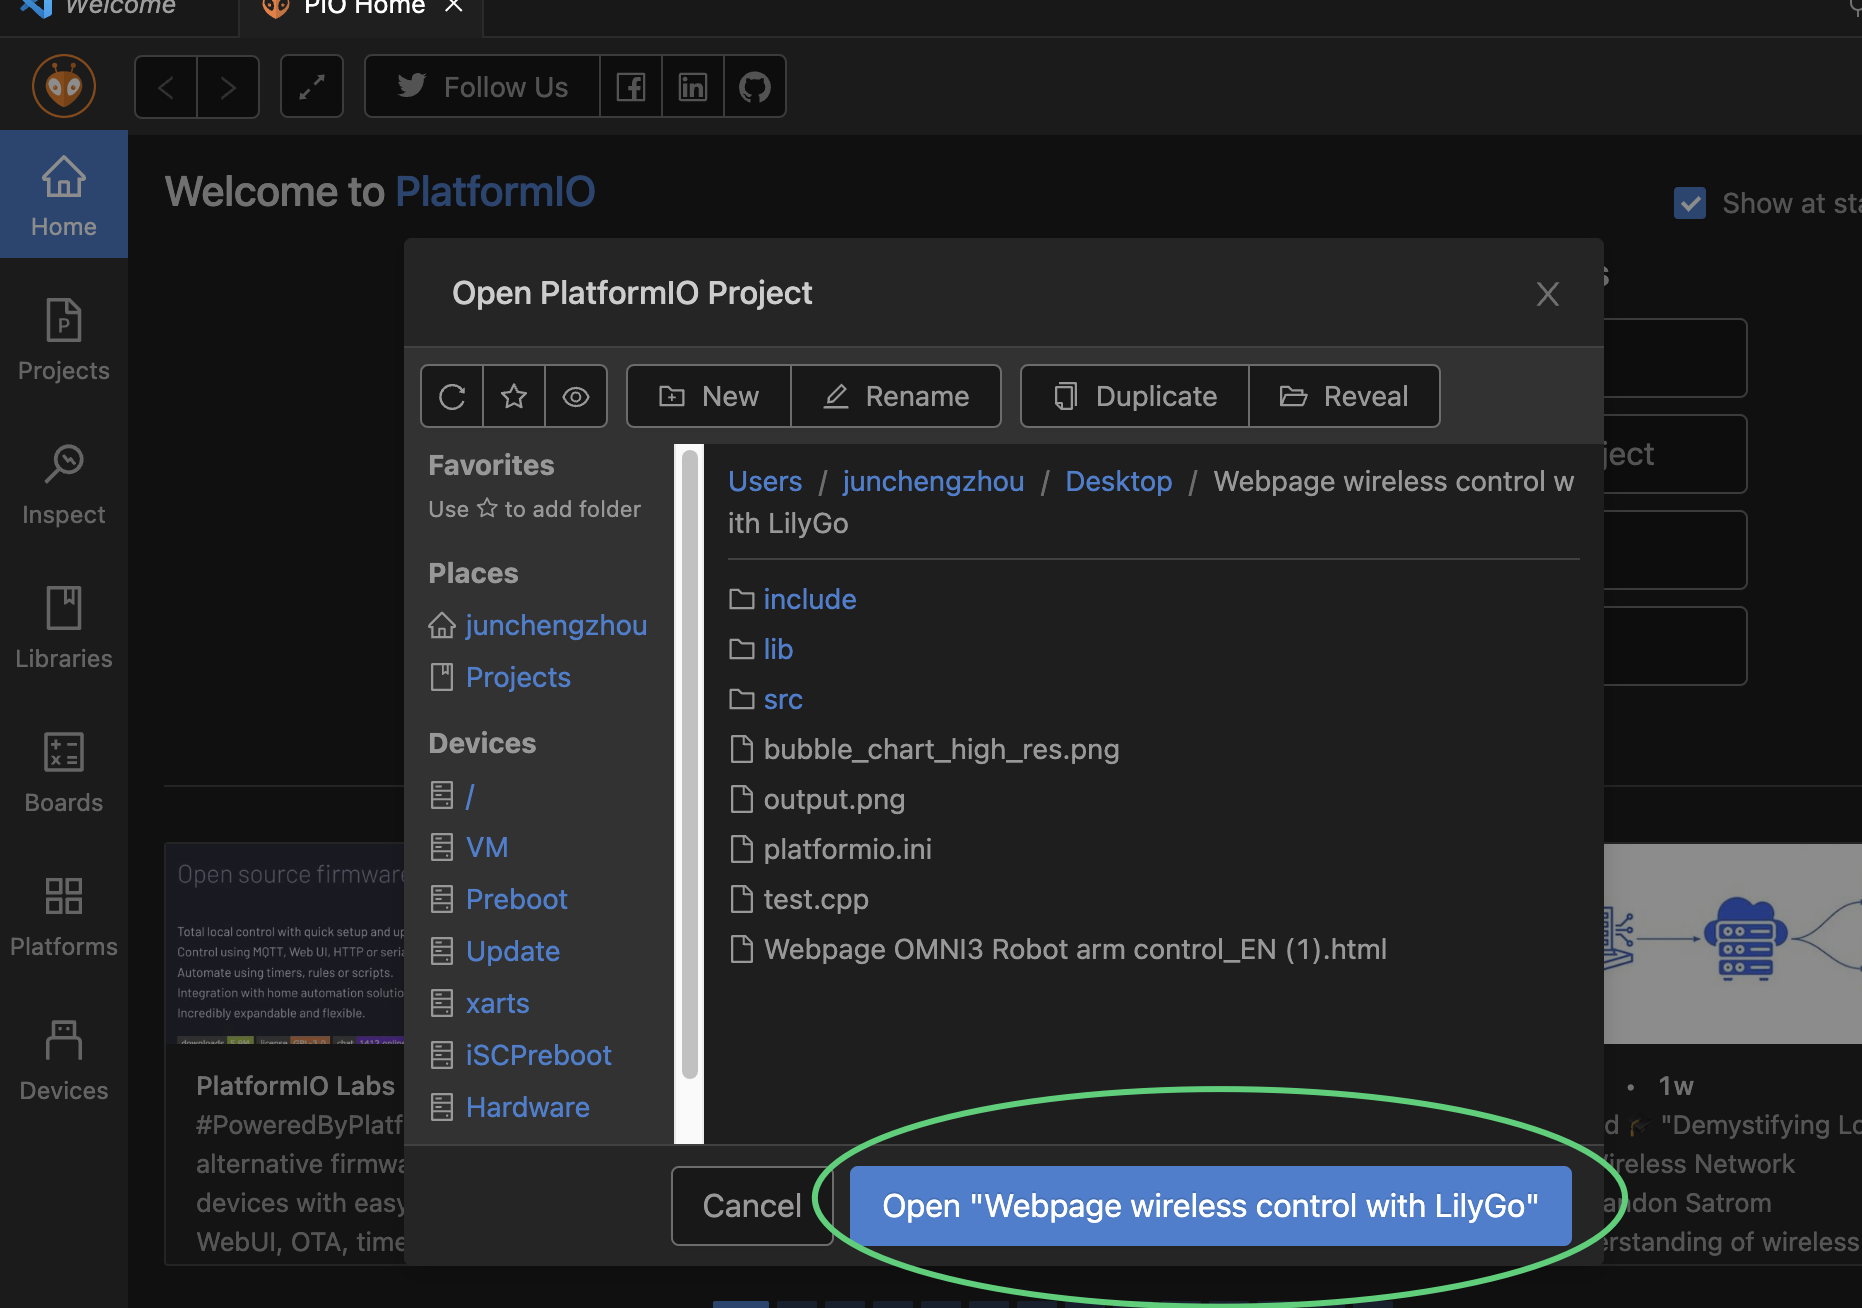 Welcome
PIO Home
Follow Us
Home
Projects
Inspect
Libraries
Boards
Platforms
Devices
Welcome to PlatformIO
Show at
Open PlatformIO Project
New
Rename
Duplicate
Reveal
Favorites
Use ☆ to add folder
Places
junchengzhou
Projects
Devices
/
VM
Preboot
Update
xarts
iSCPreboot
Hardware
Users / junchengzhou / Desktop / Webpage wireless control w
ith LilyGo
include
lib
src
bubble_chart_high_res.png
output.png
platformio.ini
test.cpp
Webpage OMNI3 Robot arm control_EN (1).html
Cancel
Open "Webpage wireless control with LilyGo"
Open source firmware
Total local control with quick setup and up
Control using MQTT, Web UI, HTTP or seria
Automate using timers, rules or scripts.
Integration with home automation solutio
Incredibly expandable and flexible.
PlatformIO Labs
#PoweredByPlatf
alternative firmwa
devices with easy
WebUI, OTA, time
• 1w
d "Demystifying Lo
ireless Network
andon Satrom
erstanding of wireless